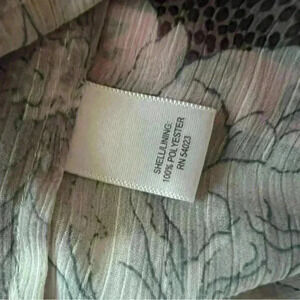 SHELL/LINING:
100% POLYESTER
RN 54023